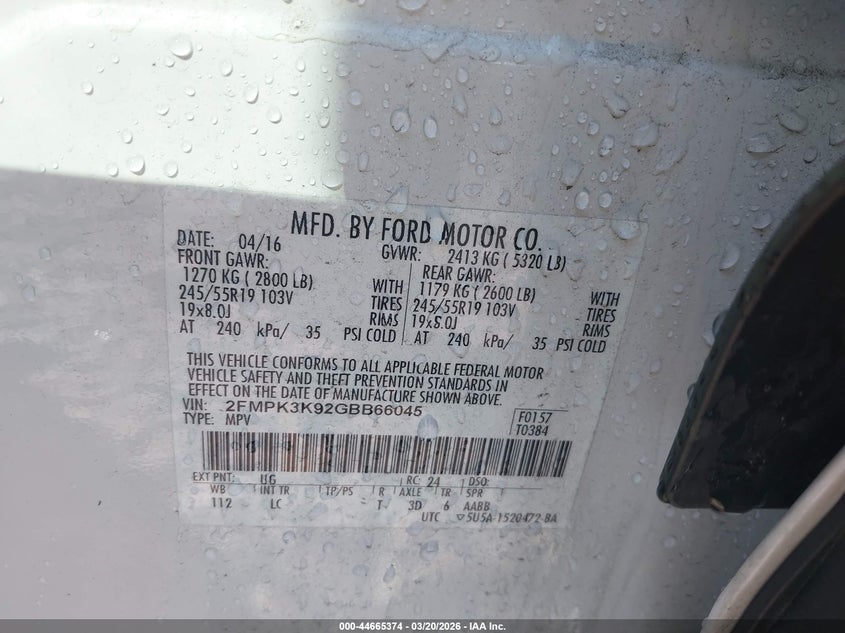 MFD. BY FORD MOTOR CO.
DATE: 04/16 GVWR: 2413 KG ( 5320 LB)
FRONT GAWR: REAR GAWR:
1270 KG ( 2800 LB) WITH 1179 KG ( 2600 LB) WITH
245/55R19 103V TIRES 245/55R19 103V TIRES
19x8.0J RIMS 19x8.0J RIMS
AT 240 kPa/ 35 PSI COLD AT 240 kPa/ 35 PSI COLD
THIS VEHICLE CONFORMS TO ALL APPLICABLE FEDERAL MOTOR
VEHICLE SAFETY AND THEFT PREVENTION STANDARDS IN
EFFECT ON THE DATE OF MANUFACTURE SHOWN ABOVE.
VIN: 2FMPK3K92GBB66045 F0157
TYPE: MPV T0384
EXT PNT: UG RC: 24 DSO:
WB INT TR TP/PS R AXLE TR SPR
112 LC T 3D 6 AABB
UTC ▽5U5A-1520472-BA
000-44665374 | 03/20/2026 | IAA Inc.